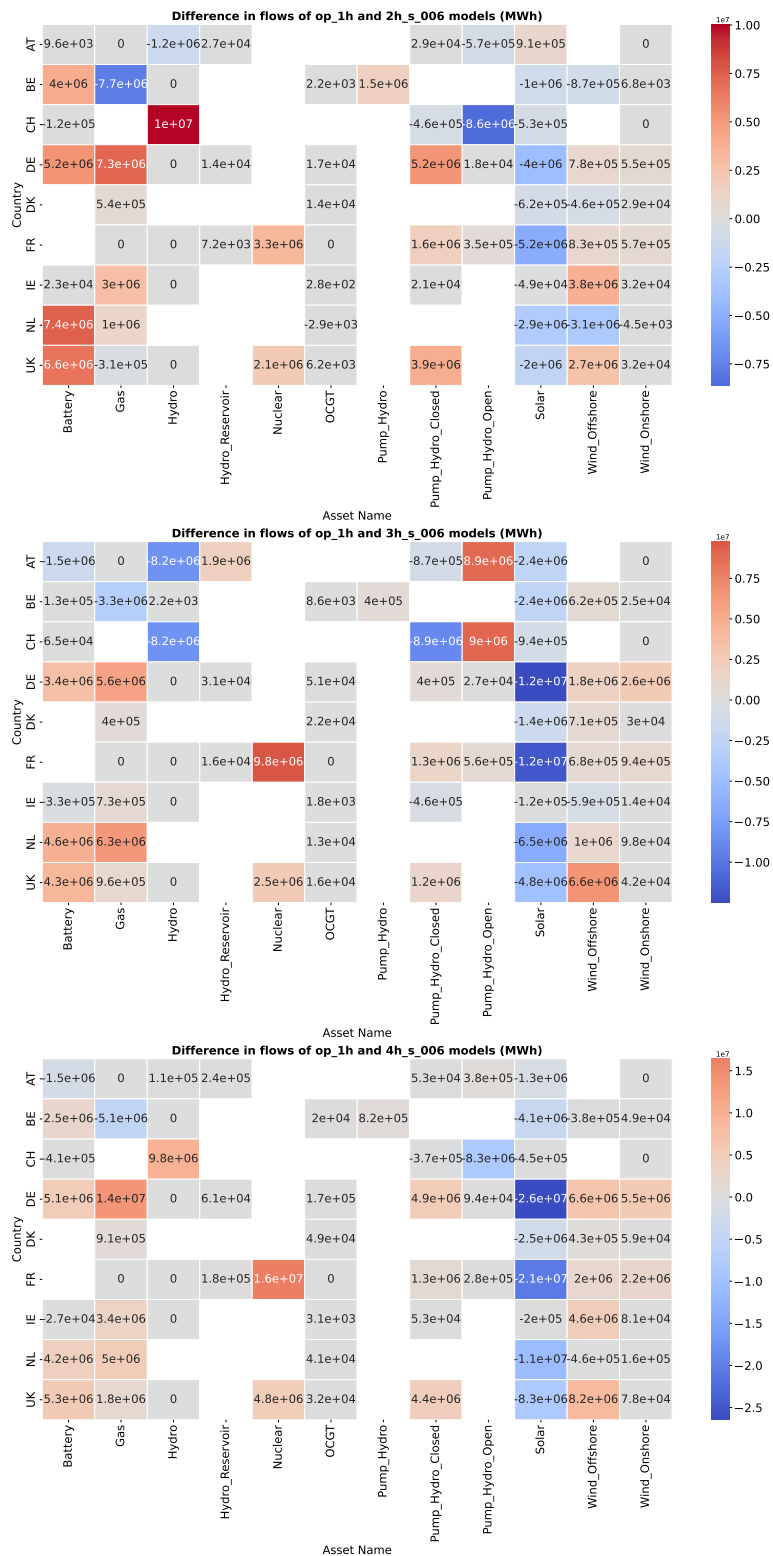 Difference in flows of op_1h and 2h_s_006 models (MWh)
1e7
AT -9.6e+03 0 -1.2e+06 2.7e+04 2.9e+04 -5.7e+05 9.1e+05 0
BE 4e+06 -7.7e+06 0 2.2e+03 1.5e+06 -1e+06 -8.7e+05 6.8e+03
CH -1.2e+05 1e+07 -4.6e+05 -8.6e+06 -5.3e+05 0
DE 5.2e+06 7.3e+06 0 1.4e+04 1.7e+04 5.2e+06 1.8e+04 -4e+06 7.8e+05 5.5e+05
DK 5.4e+05 1.4e+04 -6.2e+05 -4.6e+05 2.9e+04
FR 0 0 7.2e+03 3.3e+06 0 1.6e+06 3.5e+05 -5.2e+06 8.3e+05 5.7e+05
IE -2.3e+04 3e+06 0 2.8e+02 2.1e+04 -4.9e+04 3.8e+06 3.2e+04
NL 7.4e+06 1e+06 -2.9e+03 -2.9e+06 -3.1e+06 -4.5e+03
UK 6.6e+06 -3.1e+05 0 2.1e+06 6.2e+03 3.9e+06 -2e+06 2.7e+06 3.2e+04
Country
1.00
0.75
0.50
0.25
0.00
−0.25
−0.50
−0.75
Battery Gas Hydro Hydro_Reservoir Nuclear OCGT Pump_Hydro Pump_Hydro_Closed Pump_Hydro_Open Solar Wind_Offshore Wind_Onshore
Asset Name
Difference in flows of op_1h and 3h_s_006 models (MWh)
1e7
AT -1.5e+06 0 -8.2e+06 1.9e+06 -8.7e+05 8.9e+06 -2.4e+06 0
BE -1.3e+05 -3.3e+06 2.2e+03 8.6e+03 4e+05 -2.4e+06 6.2e+05 2.5e+04
CH -6.5e+04 -8.2e+06 -8.9e+06 9e+06 -9.4e+05 0
DE 3.4e+06 5.6e+06 0 3.1e+04 5.1e+04 4e+05 2.7e+04 -1.2e+07 1.8e+06 2.6e+06
DK 4e+05 2.2e+04 -1.4e+06 7.1e+05 3e+04
FR 0 0 1.6e+04 9.8e+06 0 1.3e+06 5.6e+05 -1.2e+07 6.8e+05 9.4e+05
IE -3.3e+05 7.3e+05 0 1.8e+03 -4.6e+05 -1.2e+05 -5.9e+05 1.4e+04
NL 4.6e+06 6.3e+06 1.3e+04 -6.5e+06 1e+06 9.8e+04
UK 4.3e+06 9.6e+05 0 2.5e+06 1.6e+04 1.2e+06 -4.8e+06 6.6e+06 4.2e+04
Country
0.75
0.50
0.25
0.00
−0.25
−0.50
−0.75
−1.00
Battery Gas Hydro Hydro_Reservoir Nuclear OCGT Pump_Hydro Pump_Hydro_Closed Pump_Hydro_Open Solar Wind_Offshore Wind_Onshore
Asset Name
Difference in flows of op_1h and 4h_s_006 models (MWh)
1e7
AT -1.5e+06 0 1.1e+05 2.4e+05 5.3e+04 3.8e+05 -1.3e+06 0
BE 2.5e+06 -5.1e+06 0 2e+04 8.2e+05 -4.1e+06 -3.8e+05 4.9e+04
CH -4.1e+05 9.8e+06 -3.7e+05 -8.3e+06 -4.5e+05 0
DE 5.1e+06 1.4e+07 0 6.1e+04 1.7e+05 4.9e+06 9.4e+04 -2.6e+07 6.6e+06 5.5e+06
DK 9.1e+05 4.9e+04 -2.5e+06 4.3e+05 5.9e+04
FR 0 0 1.8e+05 1.6e+07 0 1.3e+06 2.8e+05 -2.1e+07 2e+06 2.2e+06
IE -2.7e+04 3.4e+06 0 3.1e+03 5.3e+04 -2e+05 4.6e+06 8.1e+04
NL 4.2e+06 5e+06 4.1e+04 -1.1e+07 -4.6e+05 1.6e+05
UK 5.3e+06 1.8e+06 0 4.8e+06 3.2e+04 4.4e+06 -8.3e+06 8.2e+06 7.8e+04
Country
1.5
1.0
0.5
0.0
−0.5
−1.0
−1.5
−2.0
−2.5
Battery Gas Hydro Hydro_Reservoir Nuclear OCGT Pump_Hydro Pump_Hydro_Closed Pump_Hydro_Open Solar Wind_Offshore Wind_Onshore
Asset Name